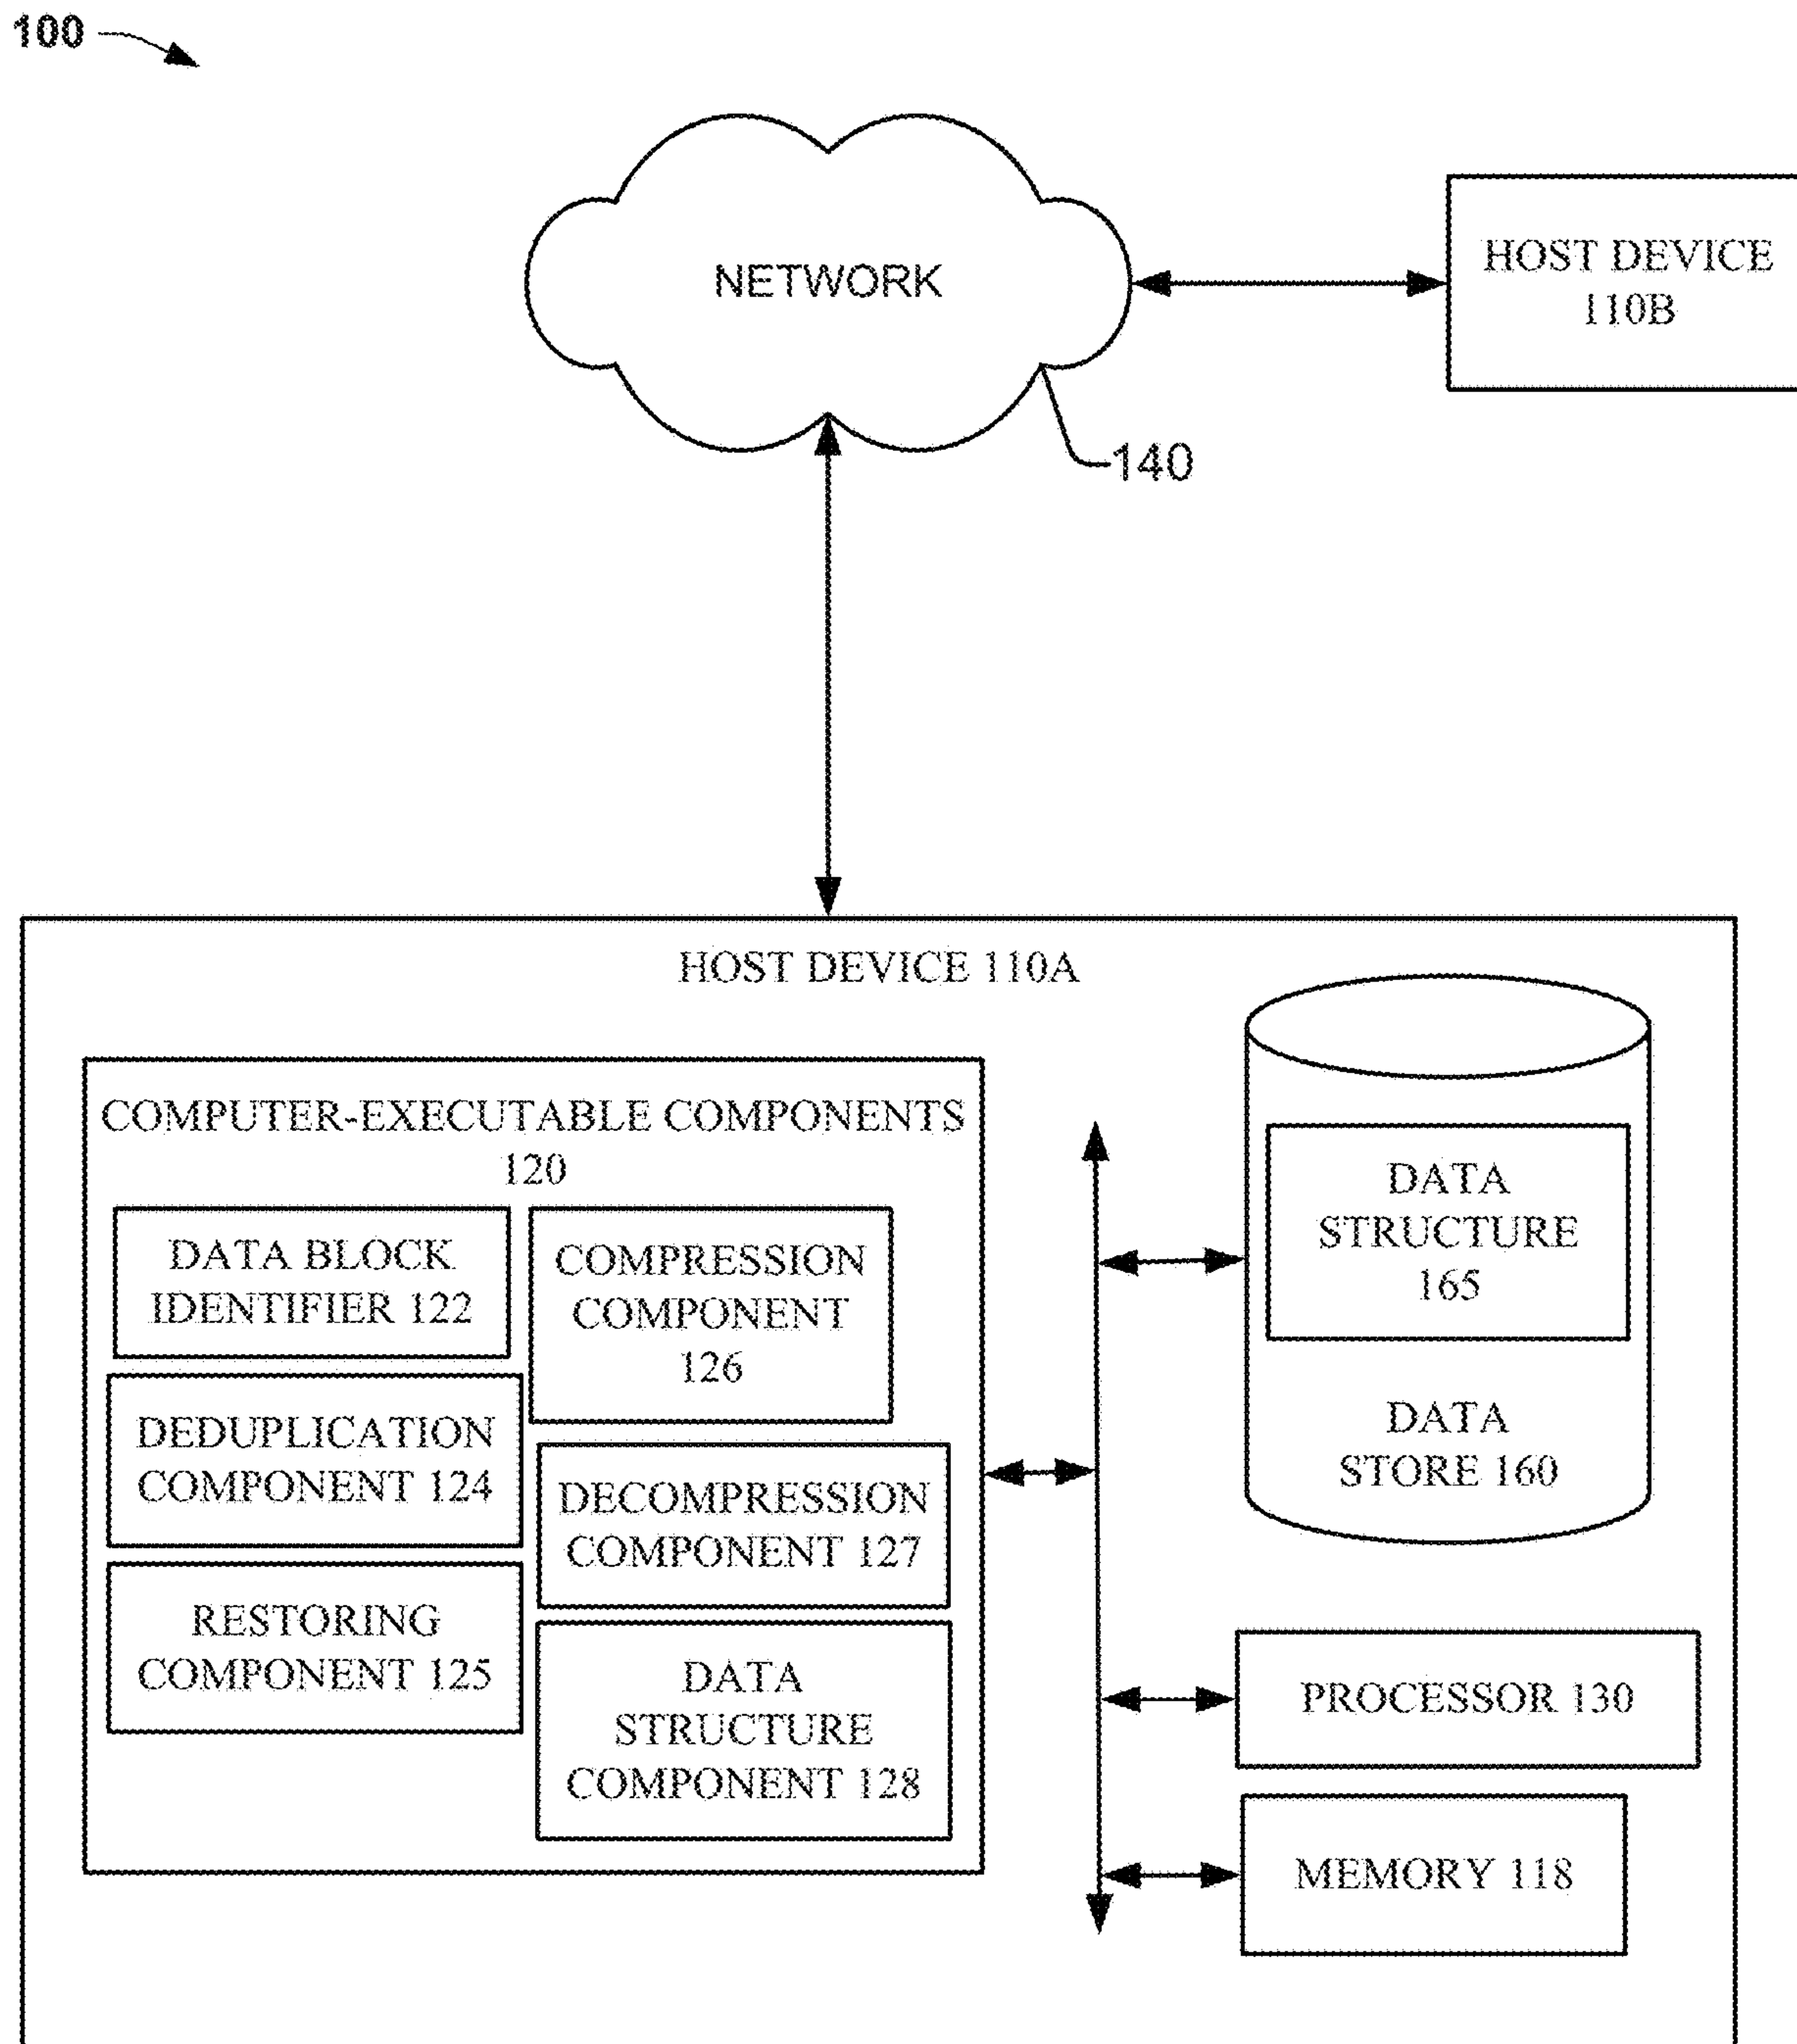 100
NETWORK
HOST DEVICE
110B
140
HOST DEVICE 110A
COMPUTER-EXECUTABLE COMPONENTS
120
DATA BLOCK
IDENTIFIER 122
COMPRESSION
COMPONENT
126
DEDUPLICATION
COMPONENT 124
DECOMPRESSION
COMPONENT 127
RESTORING
COMPONENT 125
DATA
STRUCTURE
COMPONENT 128
DATA
STRUCTURE
165
DATA
STORE 160
PROCESSOR 130
MEMORY 118